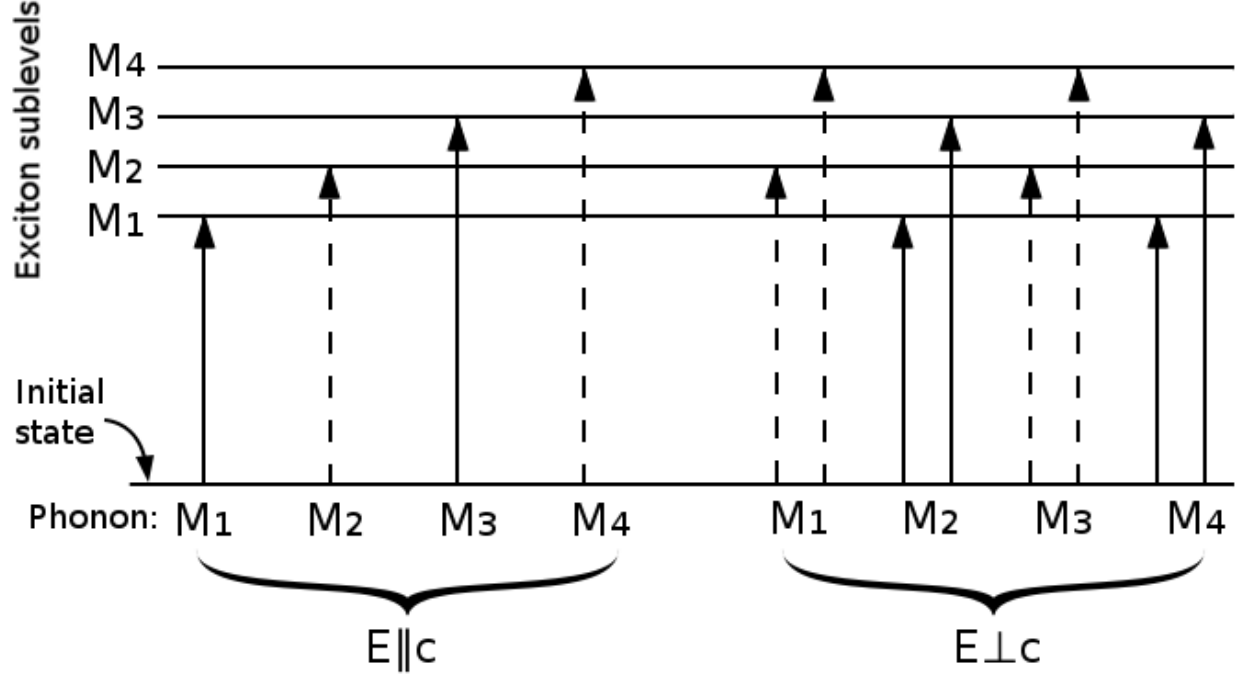 Exciton sublevels
M4
M3
M2
M1
Initial
state
Phonon: M1 M2 M3 M4 M1 M2 M3 M4
E∥c E⊥c